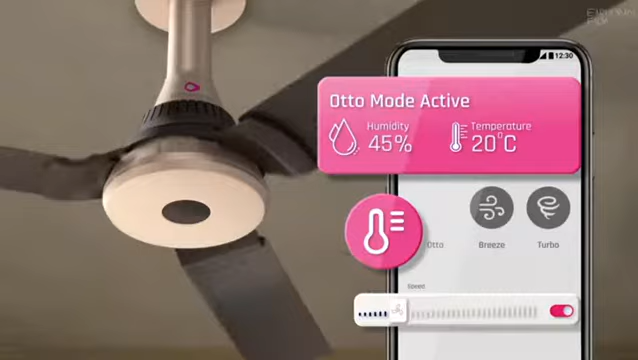 12:30
Otto Mode Active
Humidity
45%
Temperature
20°C
Otto
Breeze
Turbo
Speed